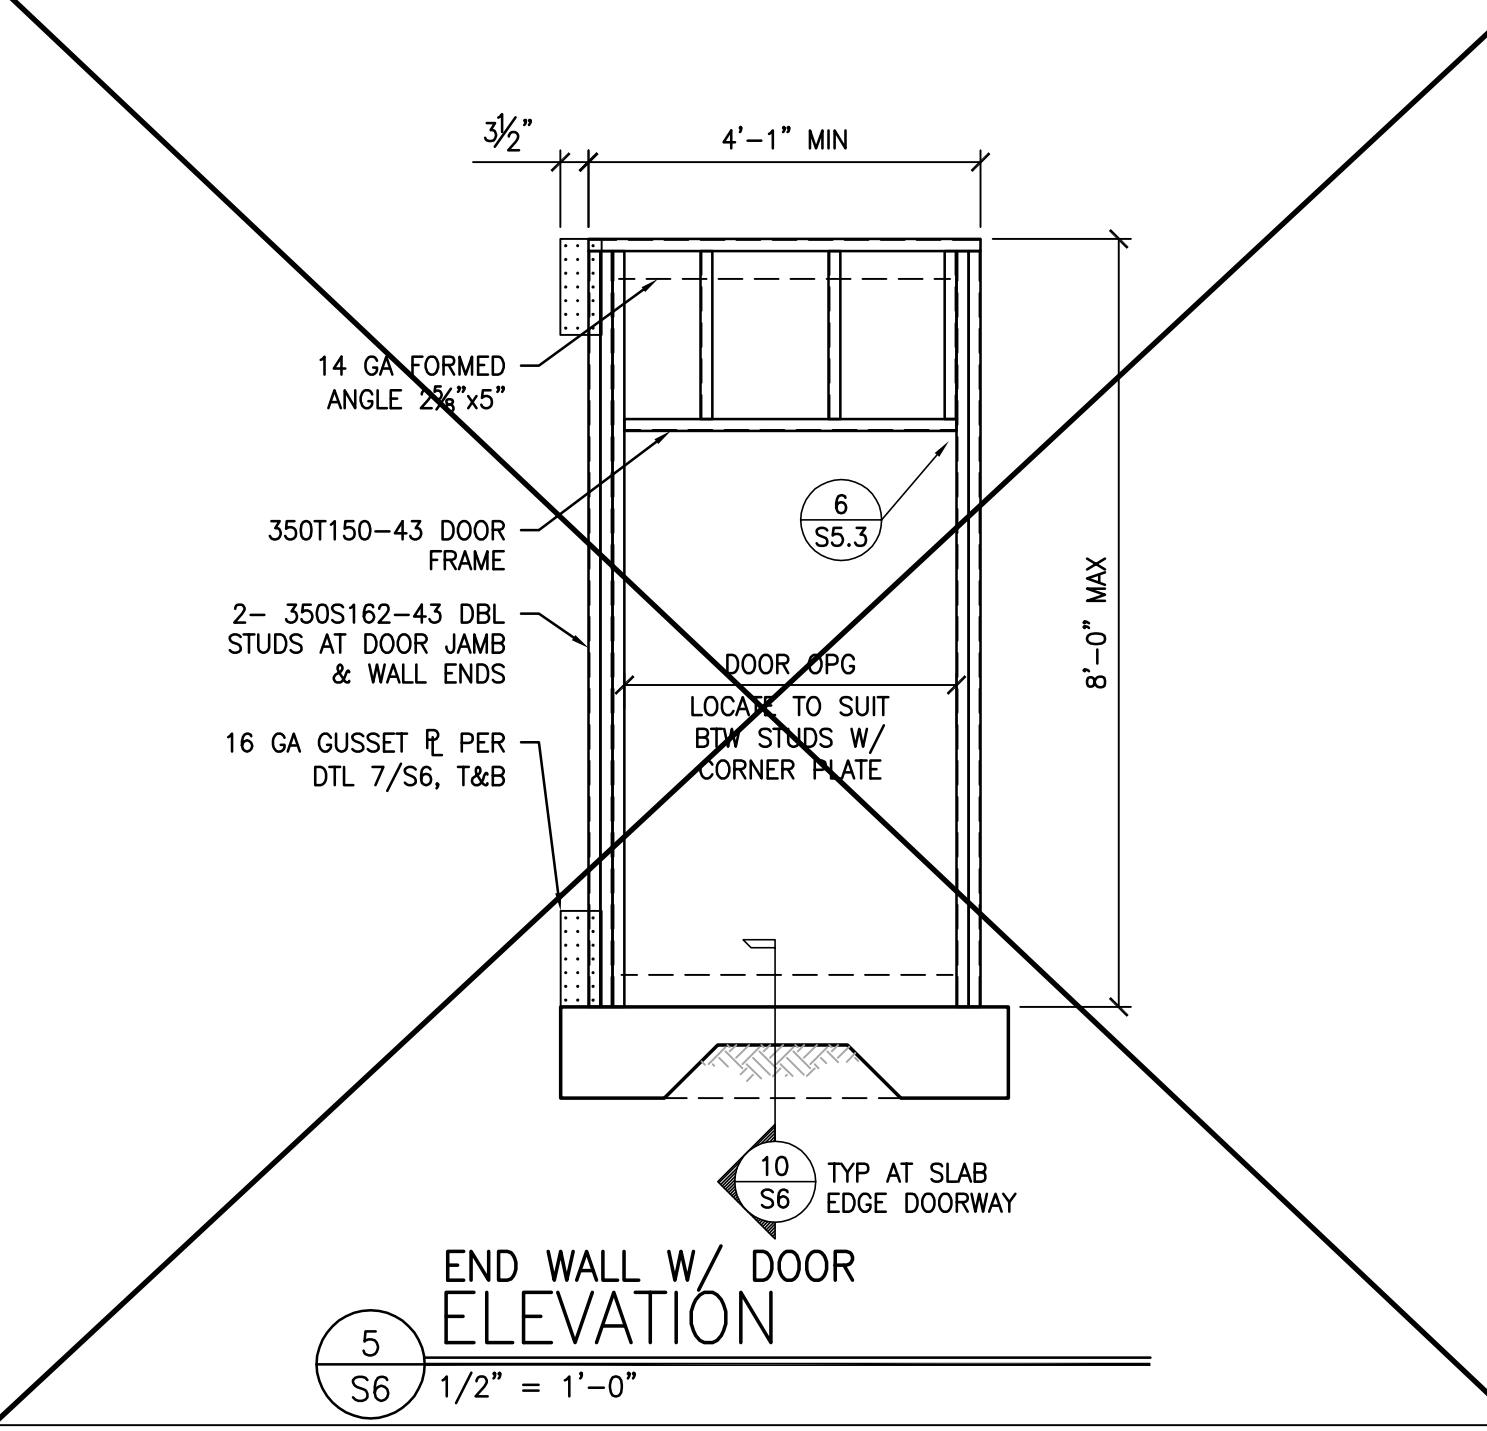 3½"
4'-1" MIN
14 GA FORMED
ANGLE 2⅝"x5"
350T150-43 DOOR
FRAME
6
S5.3
2- 350S162-43 DBL
STUDS AT DOOR JAMB
& WALL ENDS
8'-0" MAX
DOOR OPG
LOCATE TO SUIT
BTW STUDS W/
CORNER PLATE
16 GA GUSSET ⅊ PER
DTL 7/S6, T&B
10
S6
TYP AT SLAB
EDGE DOORWAY
END WALL W/ DOOR
ELEVATION
5
S6
1/2" = 1'-0"